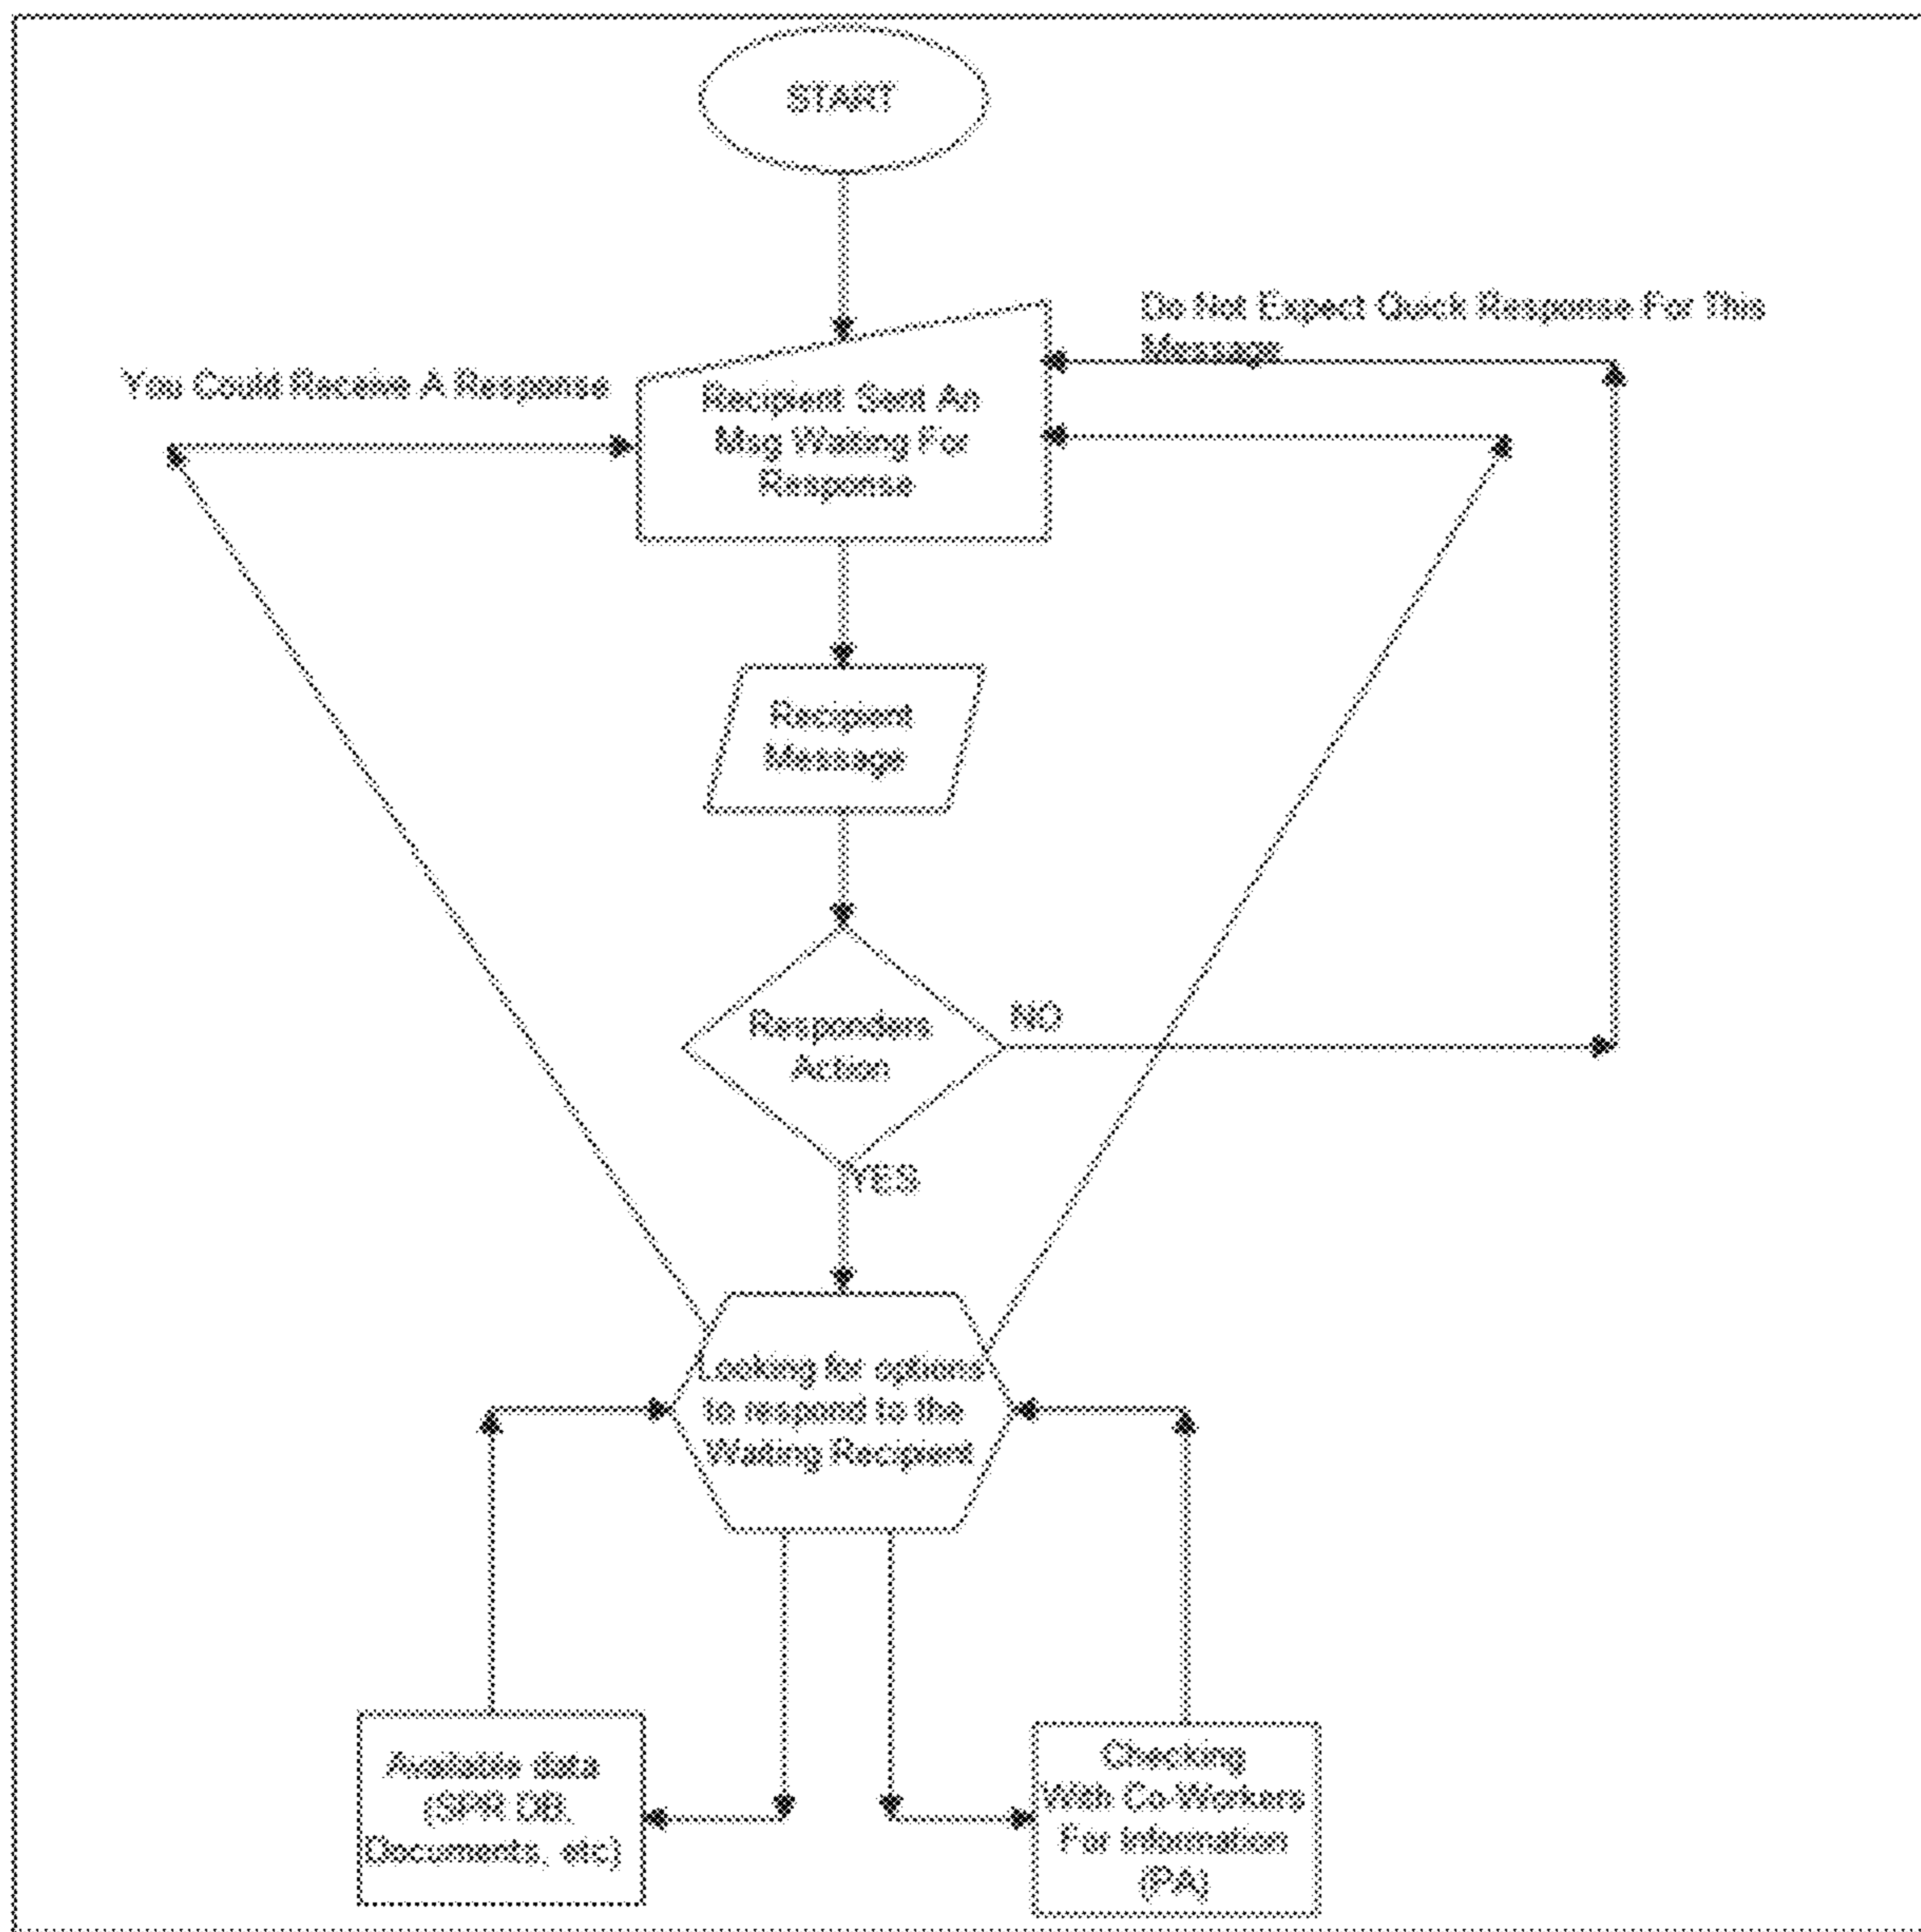 START
Do Not Expect Quick Response For This
Message
You Could Receive A Response
Recipient Sent An
Msg Waiting For
Response
Recipient
Message
Responders
Action
NO
YES
Looking for options
to respond to the
Waiting Recipient
Available data
(SPR DB,
Documents, etc)
Checking
With Co-Workers
For Information
(PA)